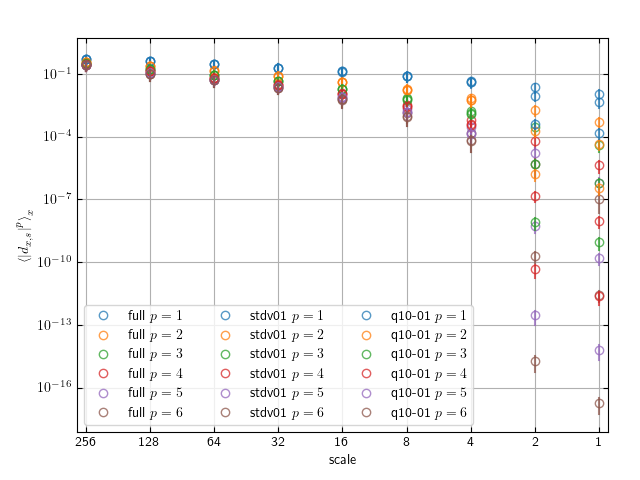 10⁻¹
10⁻⁴
10⁻⁷
10⁻¹⁰
10⁻¹³
10⁻¹⁶
⟨|d_{x,s}|^p⟩_x
full p = 1 stdv01 p = 1 q10-01 p = 1
full p = 2 stdv01 p = 2 q10-01 p = 2
full p = 3 stdv01 p = 3 q10-01 p = 3
full p = 4 stdv01 p = 4 q10-01 p = 4
full p = 5 stdv01 p = 5 q10-01 p = 5
full p = 6 stdv01 p = 6 q10-01 p = 6
256 128 64 32 16 8 4 2 1
scale